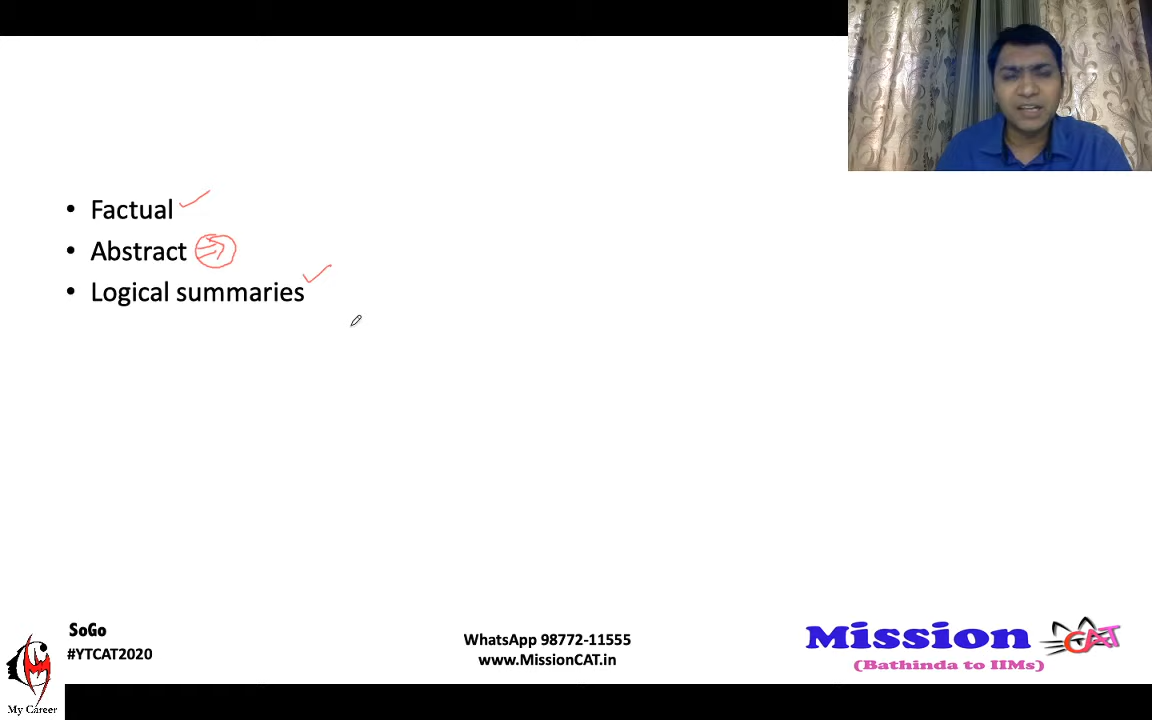 • Factual
• Abstract
• Logical summaries
SoGo
#YTCAT2020
WhatsApp 98772-11555
www.MissionCAT.in
Mission CAT
(Bathinda to IIMs)
My Career